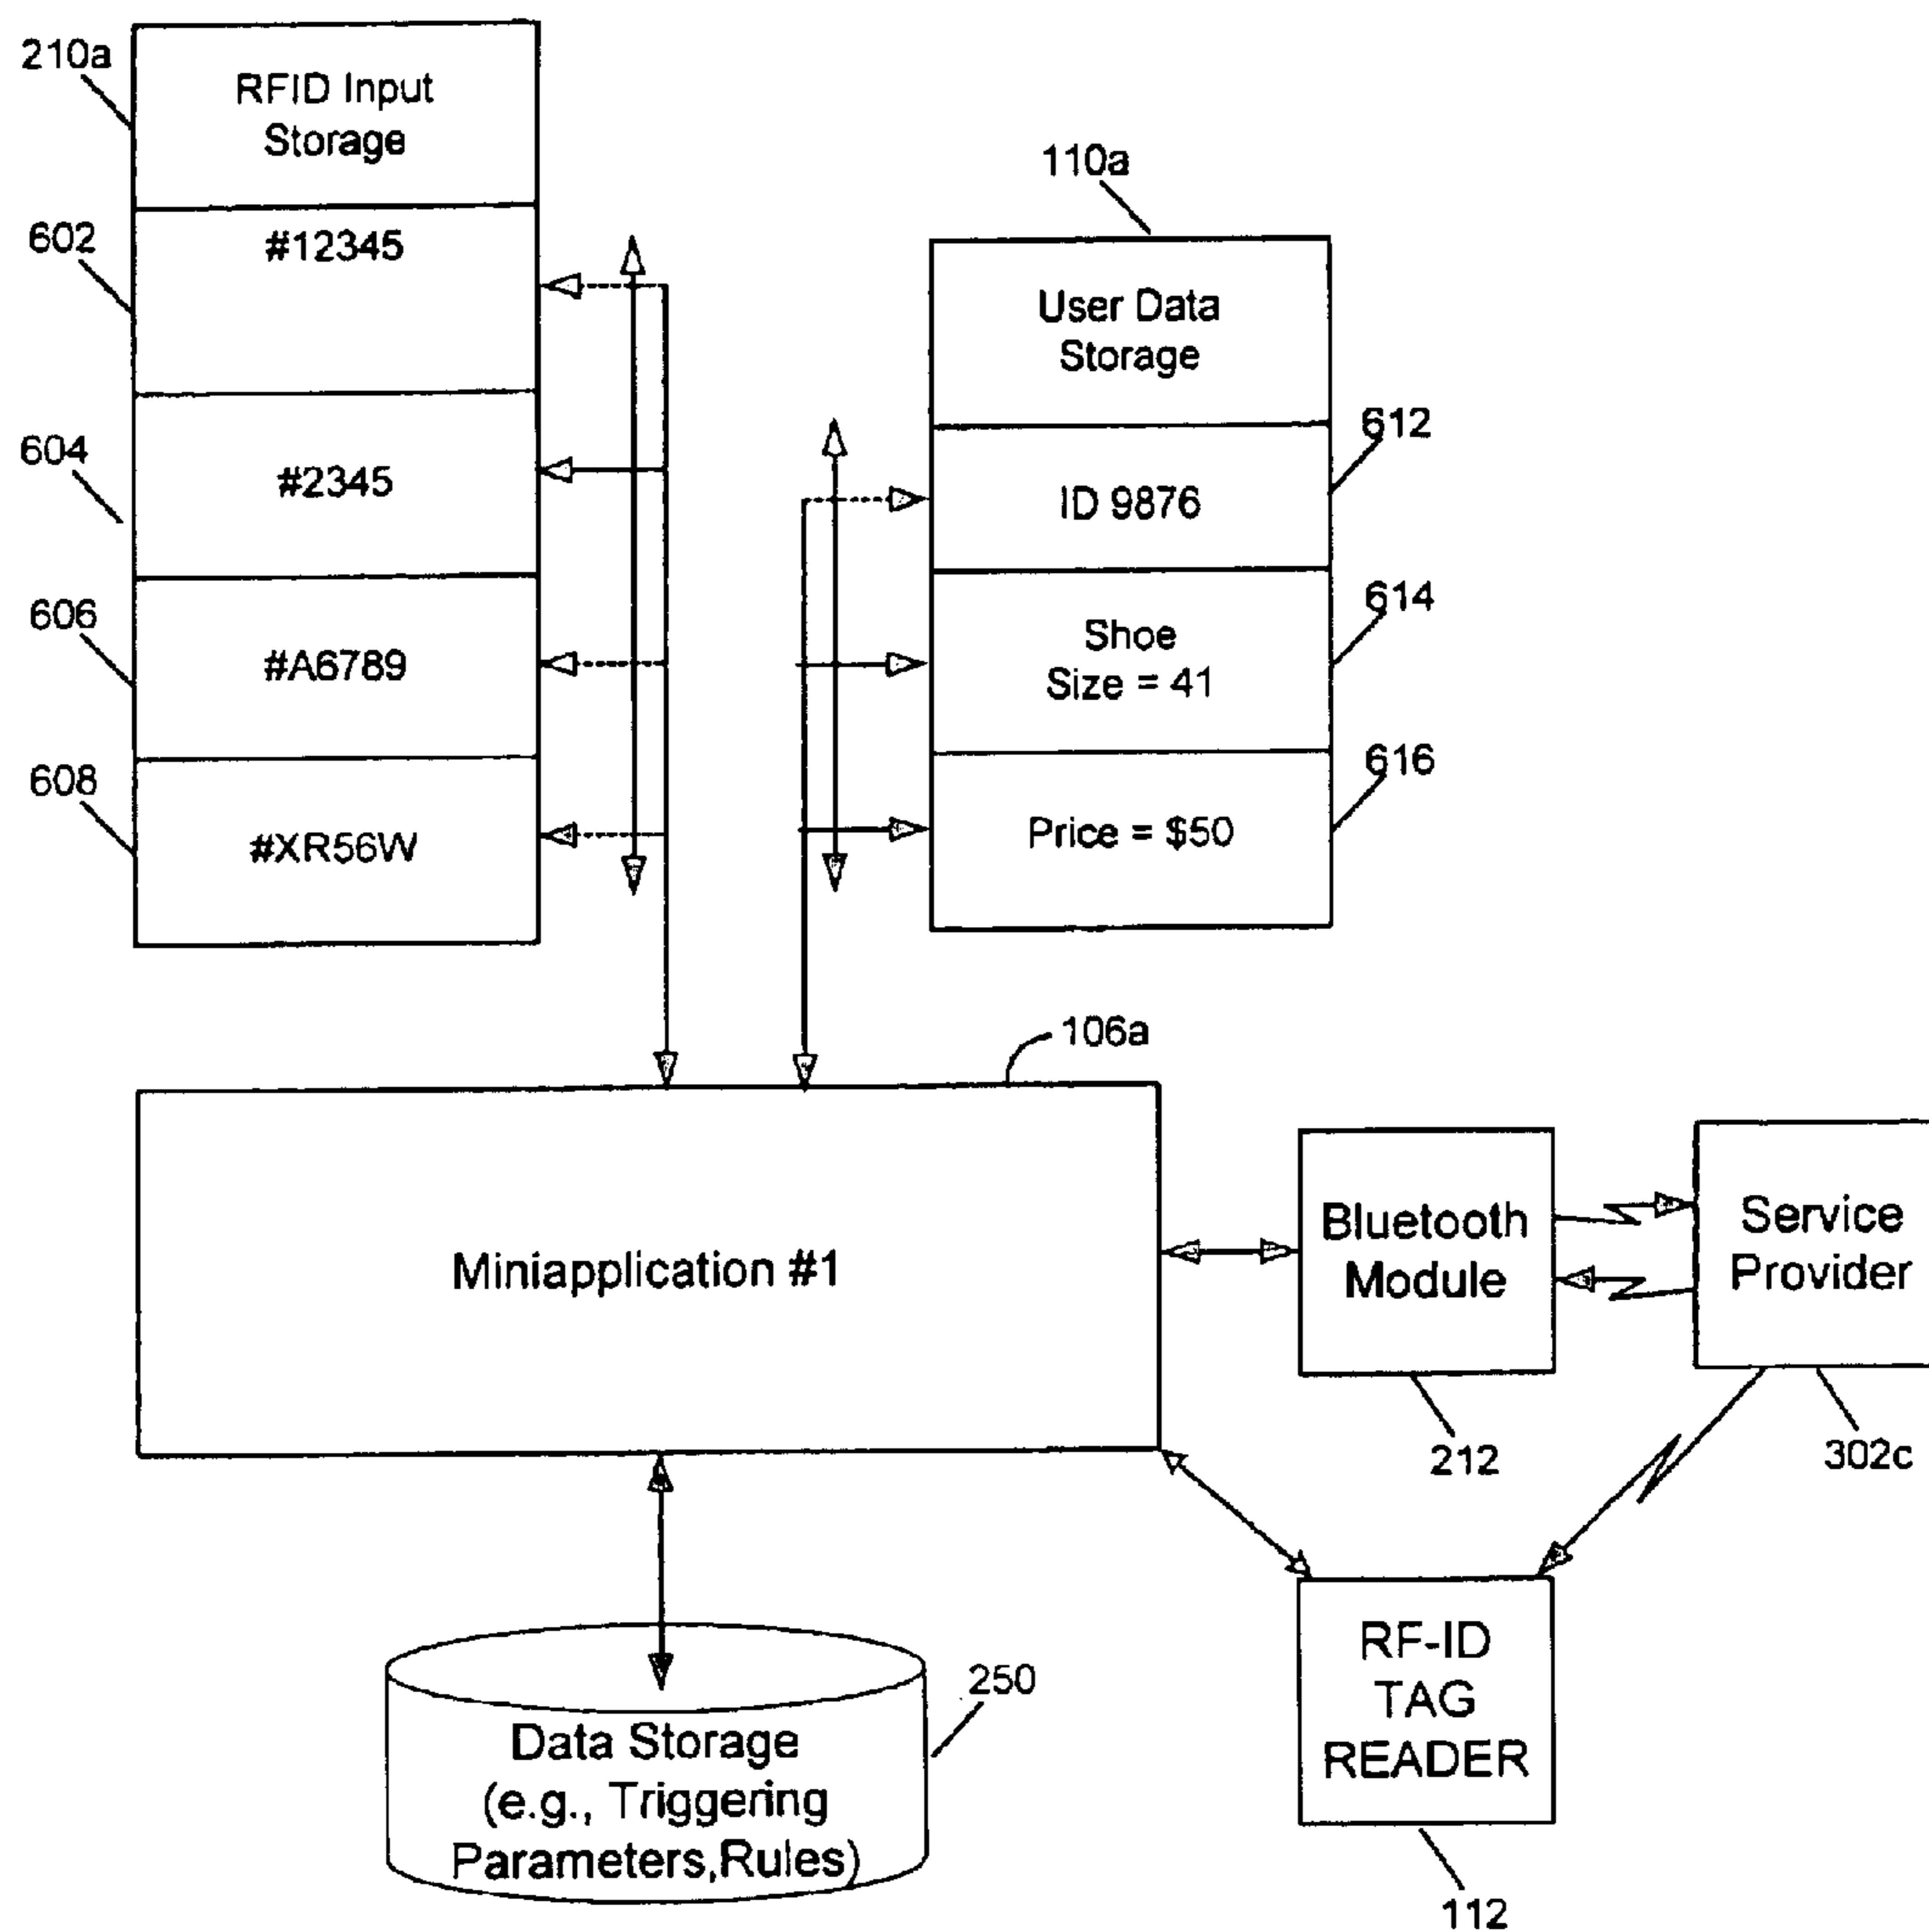 210a
RFID Input
Storage
602
#12345
604
#2345
606
#A6789
608
#XR56W
110a
User Data
Storage
612
ID 9876
614
Shoe
Size = 41
616
Price = $50
106a
Miniapplication #1
Bluetooth
Module
212
Service
Provider
302c
Data Storage
(e.g., Triggering
Parameters,Rules)
250
RF-ID
TAG
READER
112